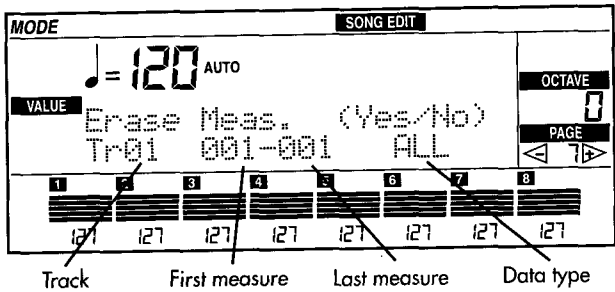 MODE SONG EDIT
♩=120 AUTO
OCTAVE
0
VALUE
Erase Meas. (Yes/No)
PAGE
Tr01 001-001 ALL
- 7 +
1 2 3 4 5 6 7 8
127 127 127 127 127 127 127 127
Track First measure Last measure Data type